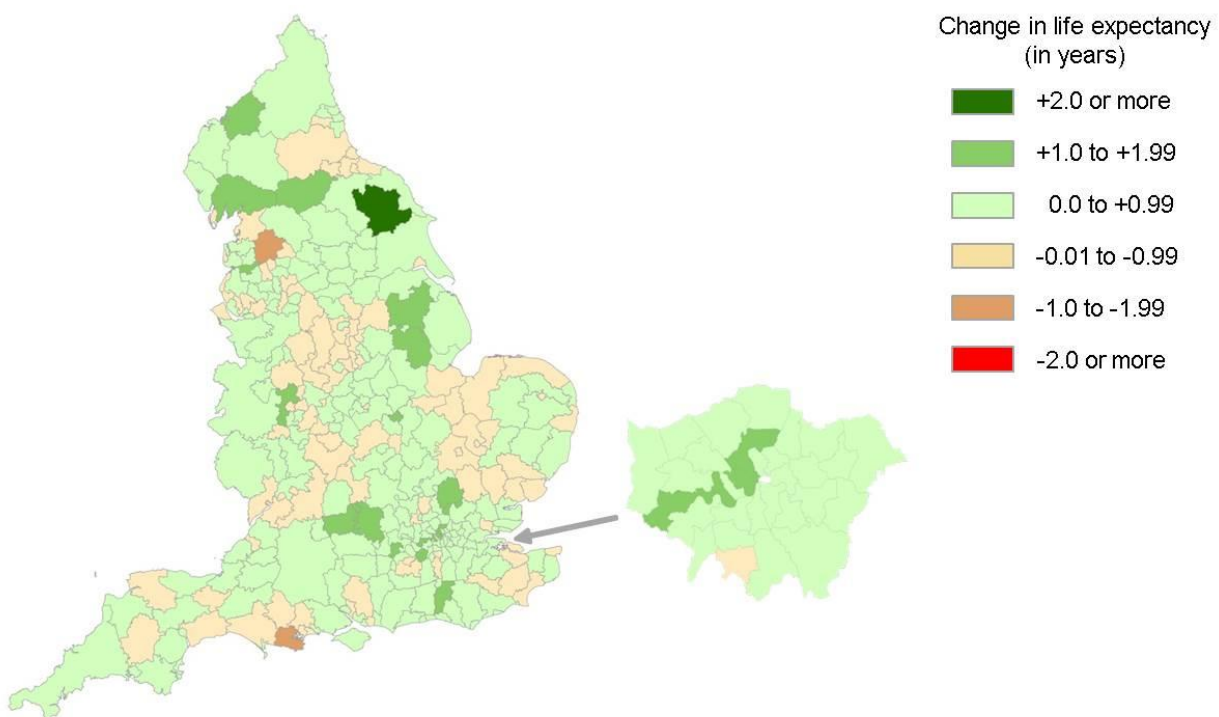 Change in life expectancy
(in years)
+2.0 or more
+1.0 to +1.99
0.0 to +0.99
-0.01 to -0.99
-1.0 to -1.99
-2.0 or more